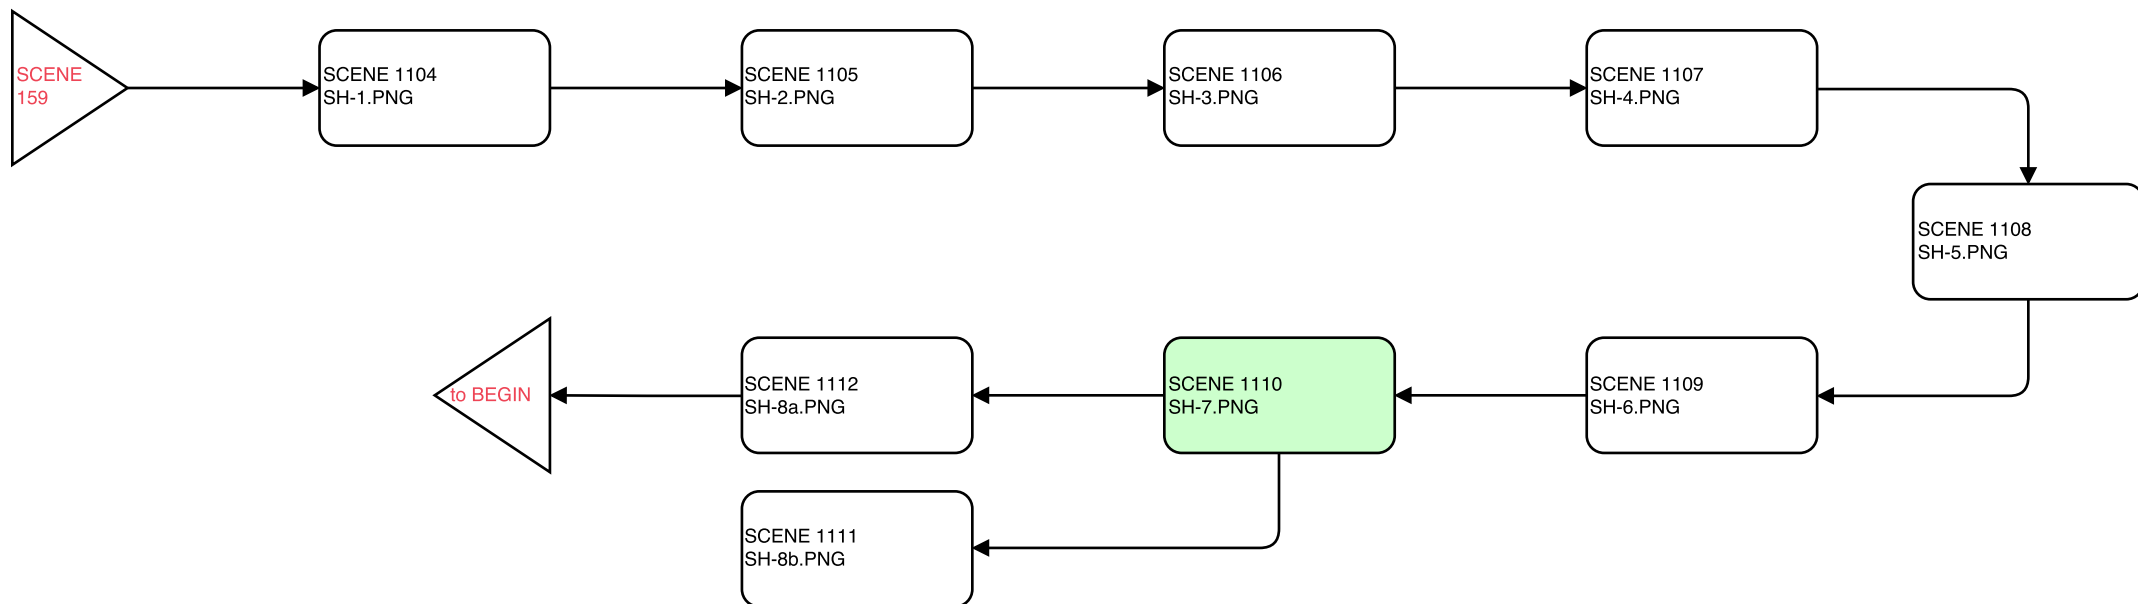 SCENE
159
SCENE 1104
SH-1.PNG
SCENE 1105
SH-2.PNG
SCENE 1106
SH-3.PNG
SCENE 1107
SH-4.PNG
SCENE 1108
SH-5.PNG
SCENE 1109
SH-6.PNG
SCENE 1110
SH-7.PNG
SCENE 1112
SH-8a.PNG
to BEGIN
SCENE 1111
SH-8b.PNG